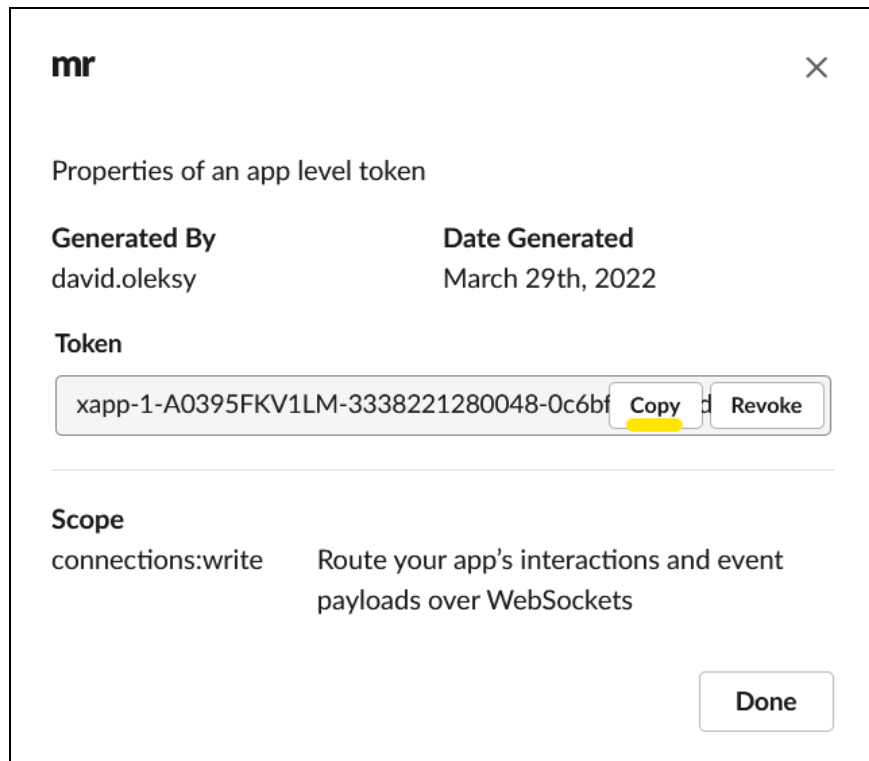 mr
Properties of an app level token
Generated By
Date Generated
david.oleksy
March 29th, 2022
Token
xapp-1-A0395FKV1LM-3338221280048-0c6bf
Copy
d
Revoke
Scope
connections:write
Route your app's interactions and event
payloads over WebSockets
Done